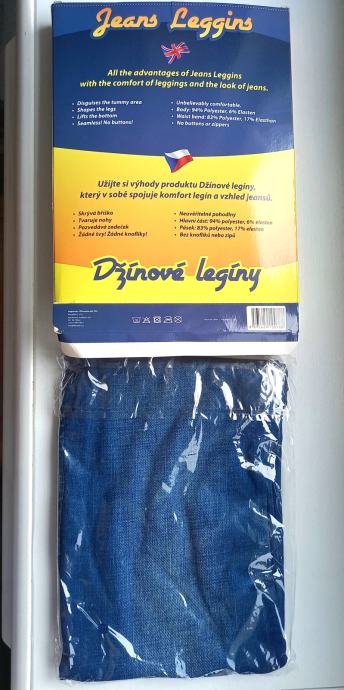 Jeans Leggins
All the advantages of Jeans Leggins
with the comfort of leggings and the look of jeans.
• Disguises the tummy area
• Shapes the legs
• Lifts the bottom
• Seamless! No buttons!
• Unbelievably comfortable.
• Body: 94% Polyester, 6% Elasten
• Waist bend: 83% Polyester, 17% Elasthan
• No buttons or zippers
Užijte si výhody produktu Džínové legíny,
který v sobě spojuje komfort legín a vzhled jeansů.
• Skrývá bříško
• Tvaruje nohy
• Pozvedává zadeček
• Žádné švy! Žádné knoflíky!
• Neuvěřitelně pohodlný
• Hlavní část: 94% polyester, 6% elasten
• Pásek: 83% polyester, 17% elasten
• Bez knoflíků nebo zipů
Džínové legíny